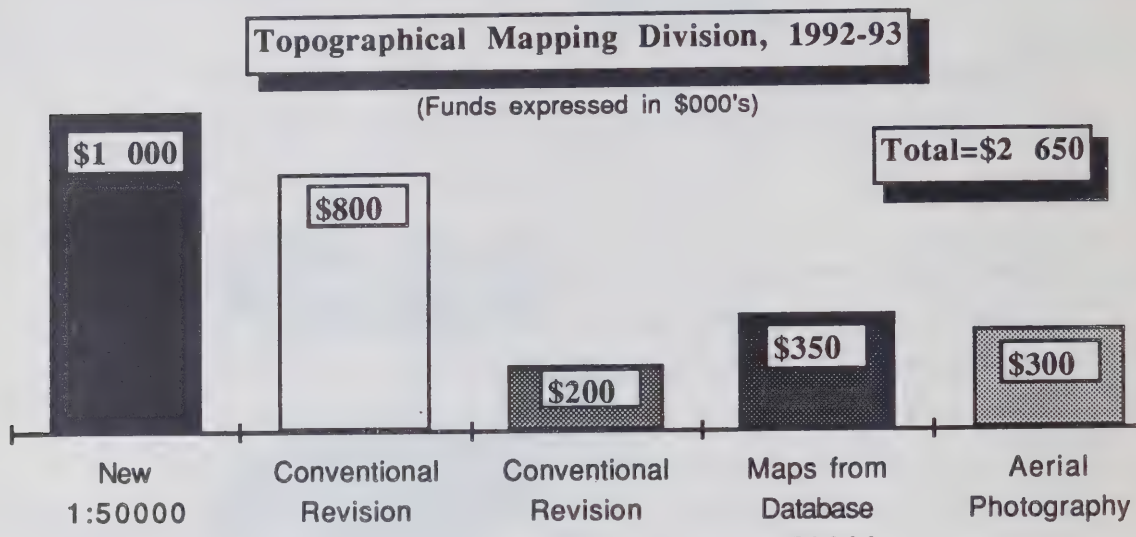 Topographical Mapping Division, 1992-93
(Funds expressed in $000's)
Total=$2 650
$1 000
$800
$200
$350
$300
New
1:50000
Conventional
Revision
Conventional
Revision
Maps from
Database
Aerial
Photography